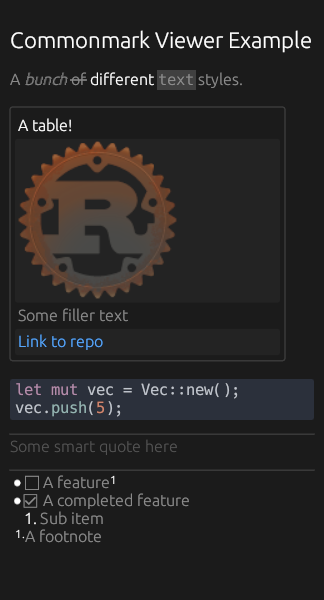 Commonmark Viewer Example
A bunch of different text styles.
A table!
R
Some filler text
Link to repo
let mut vec = Vec::new();
vec.push(5);
Some smart quote here
A feature¹
A completed feature
1. Sub item
¹·A footnote